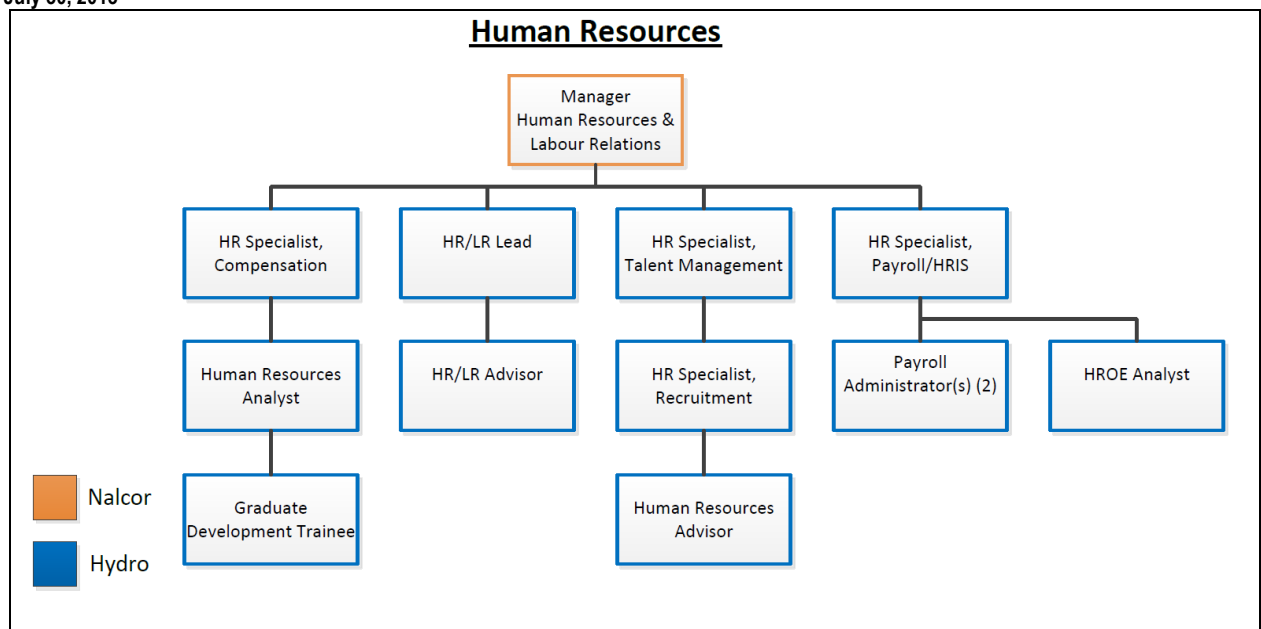 Human Resources
Manager
Human Resources &
Labour Relations
HR Specialist,
Compensation
HR/LR Lead
HR Specialist,
Talent Management
HR Specialist,
Payroll/HRIS
Human Resources
Analyst
HR/LR Advisor
HR Specialist,
Recruitment
Payroll
Administrator(s) (2)
HROE Analyst
Graduate
Development Trainee
Human Resources
Advisor
Nalcor
Hydro